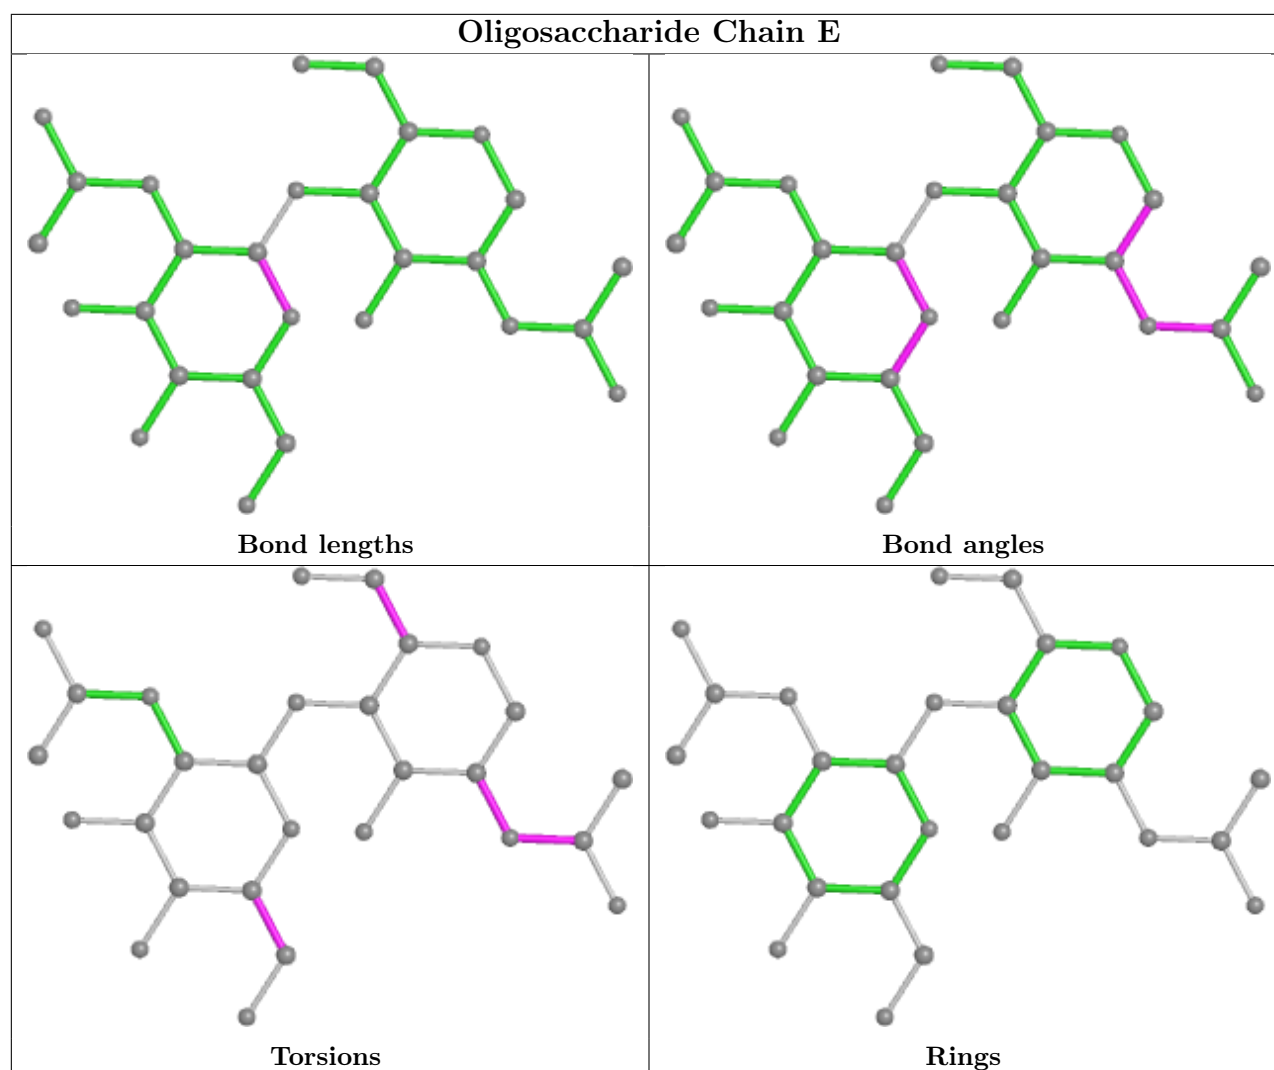 Oligosaccharide Chain E
Bond lengths
Bond angles
Torsions
Rings